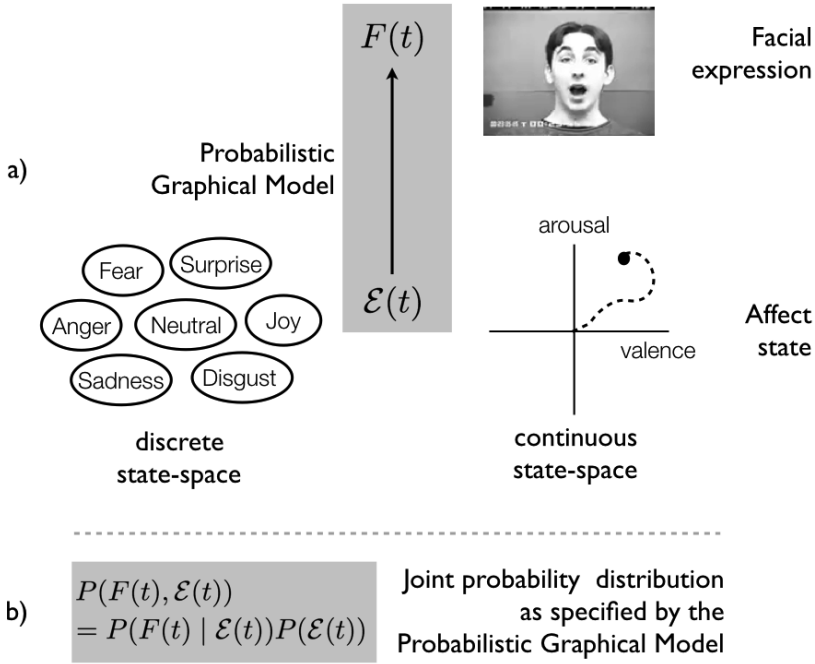 F(t)
Facial
expression
a)
Probabilistic
Graphical Model
arousal
Fear
Surprise
ℰ(t)
Anger
Neutral
Joy
Affect
state
valence
Sadness
Disgust
discrete
state-space
continuous
state-space
b)
P(F(t), ℰ(t))
= P(F(t) | ℰ(t))P(ℰ(t))
Joint probability distribution
as specified by the
Probabilistic Graphical Model